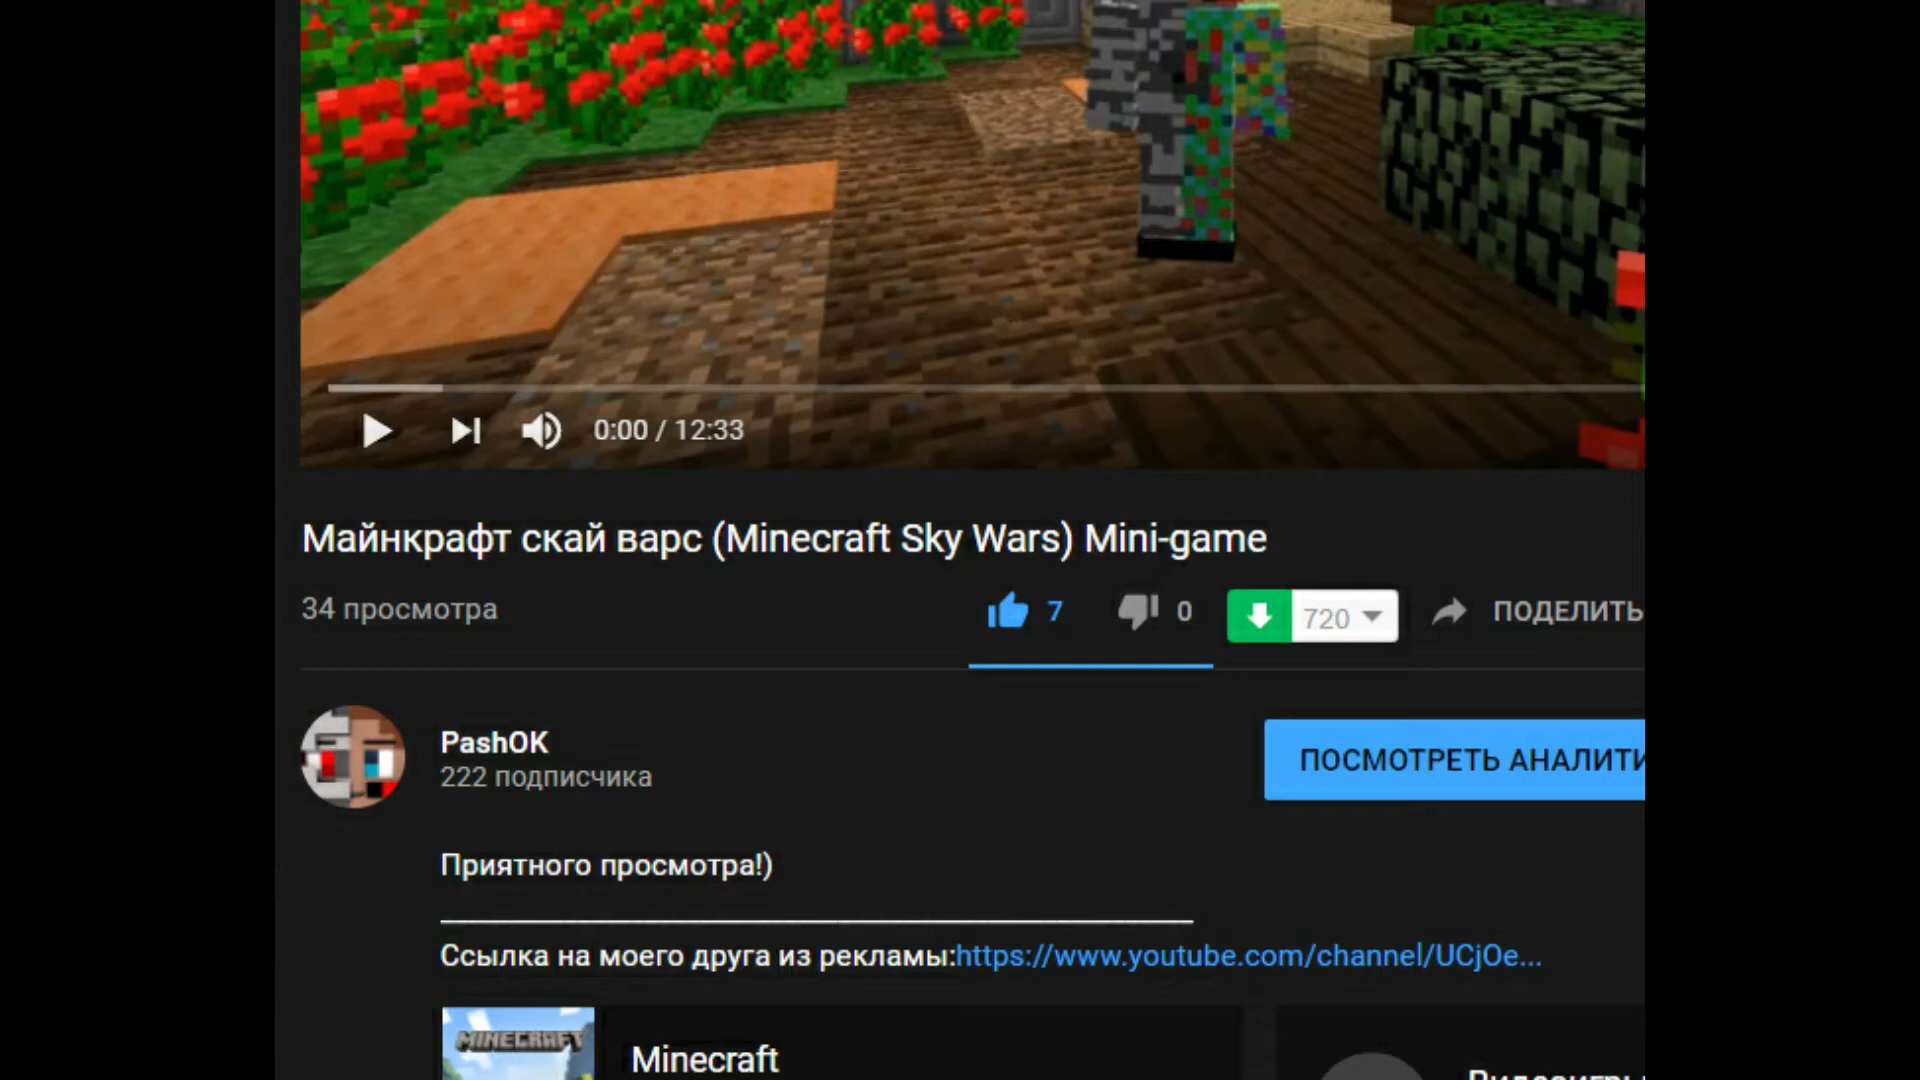 0:00 / 12:33
Майнкрафт скай варс (Minecraft Sky Wars) Mini-game
34 просмотра
7
0
720
ПОДЕЛИТЬ
PashOK
222 подписчика
ПОСМОТРЕТЬ АНАЛИТИ
Приятного просмотра!)
Ссылка на моего друга из рекламы:https://www.youtube.com/channel/UCjOe...
MINECRAFT
Minecraft